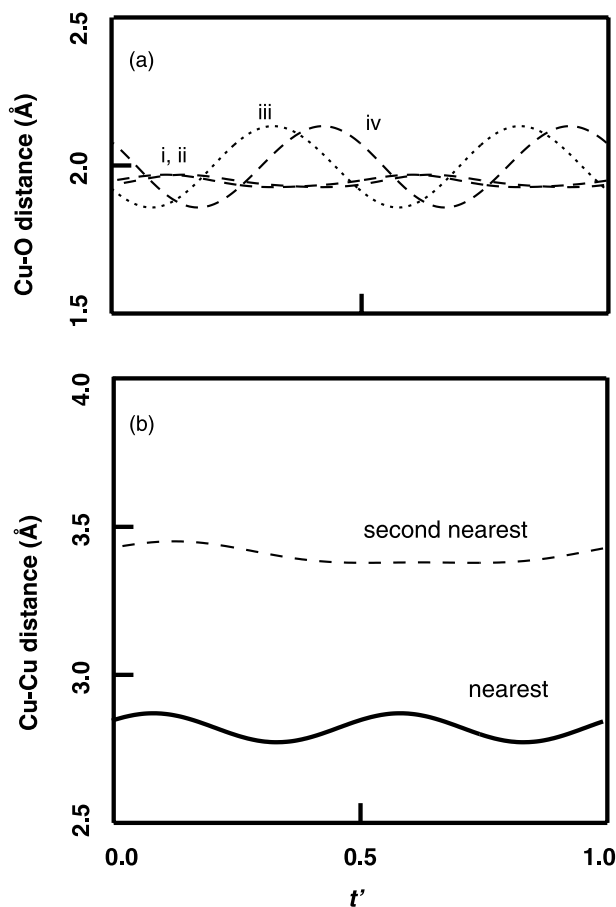 2.5
(a)
iii
iv
i, ii
2.0
1.5
Cu-O distance (Å)
4.0
(b)
3.5
second nearest
3.0
nearest
2.5
Cu-Cu distance (Å)
0.0 0.5 1.0
t’